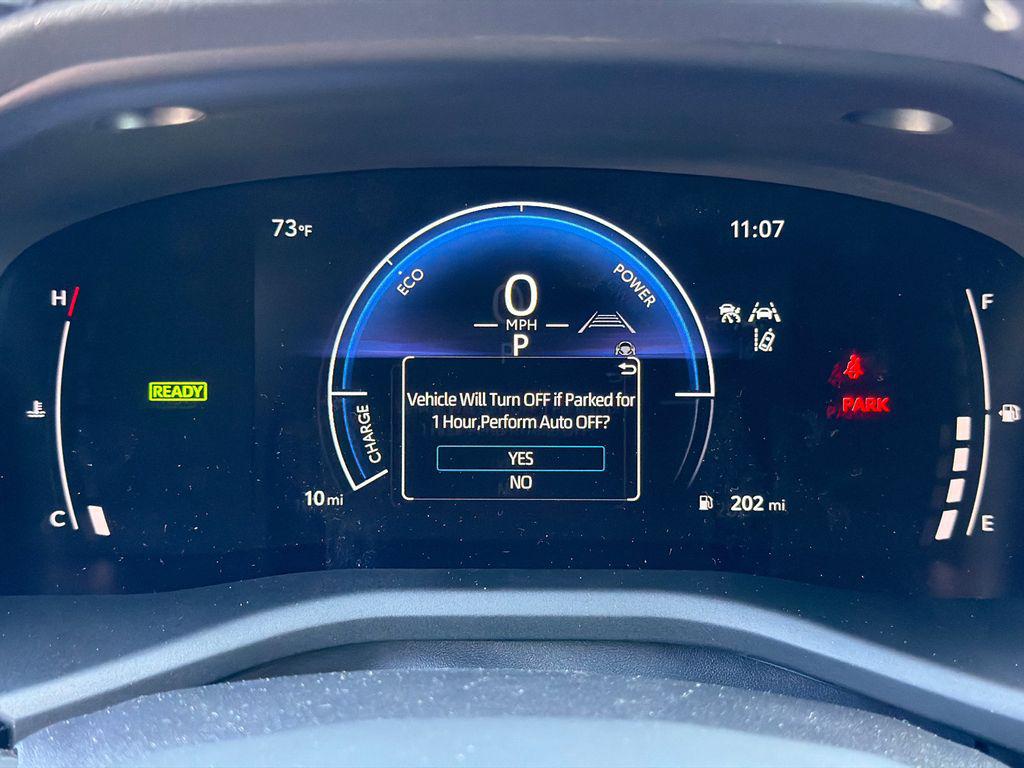 73°F
11:07
H
ECO
POWER
F
0
MPH
P
READY
Vehicle Will Turn OFF if Parked for
1 Hour,Perform Auto OFF?
YES
NO
CHARGE
PARK
10 mi
202 mi
C
E